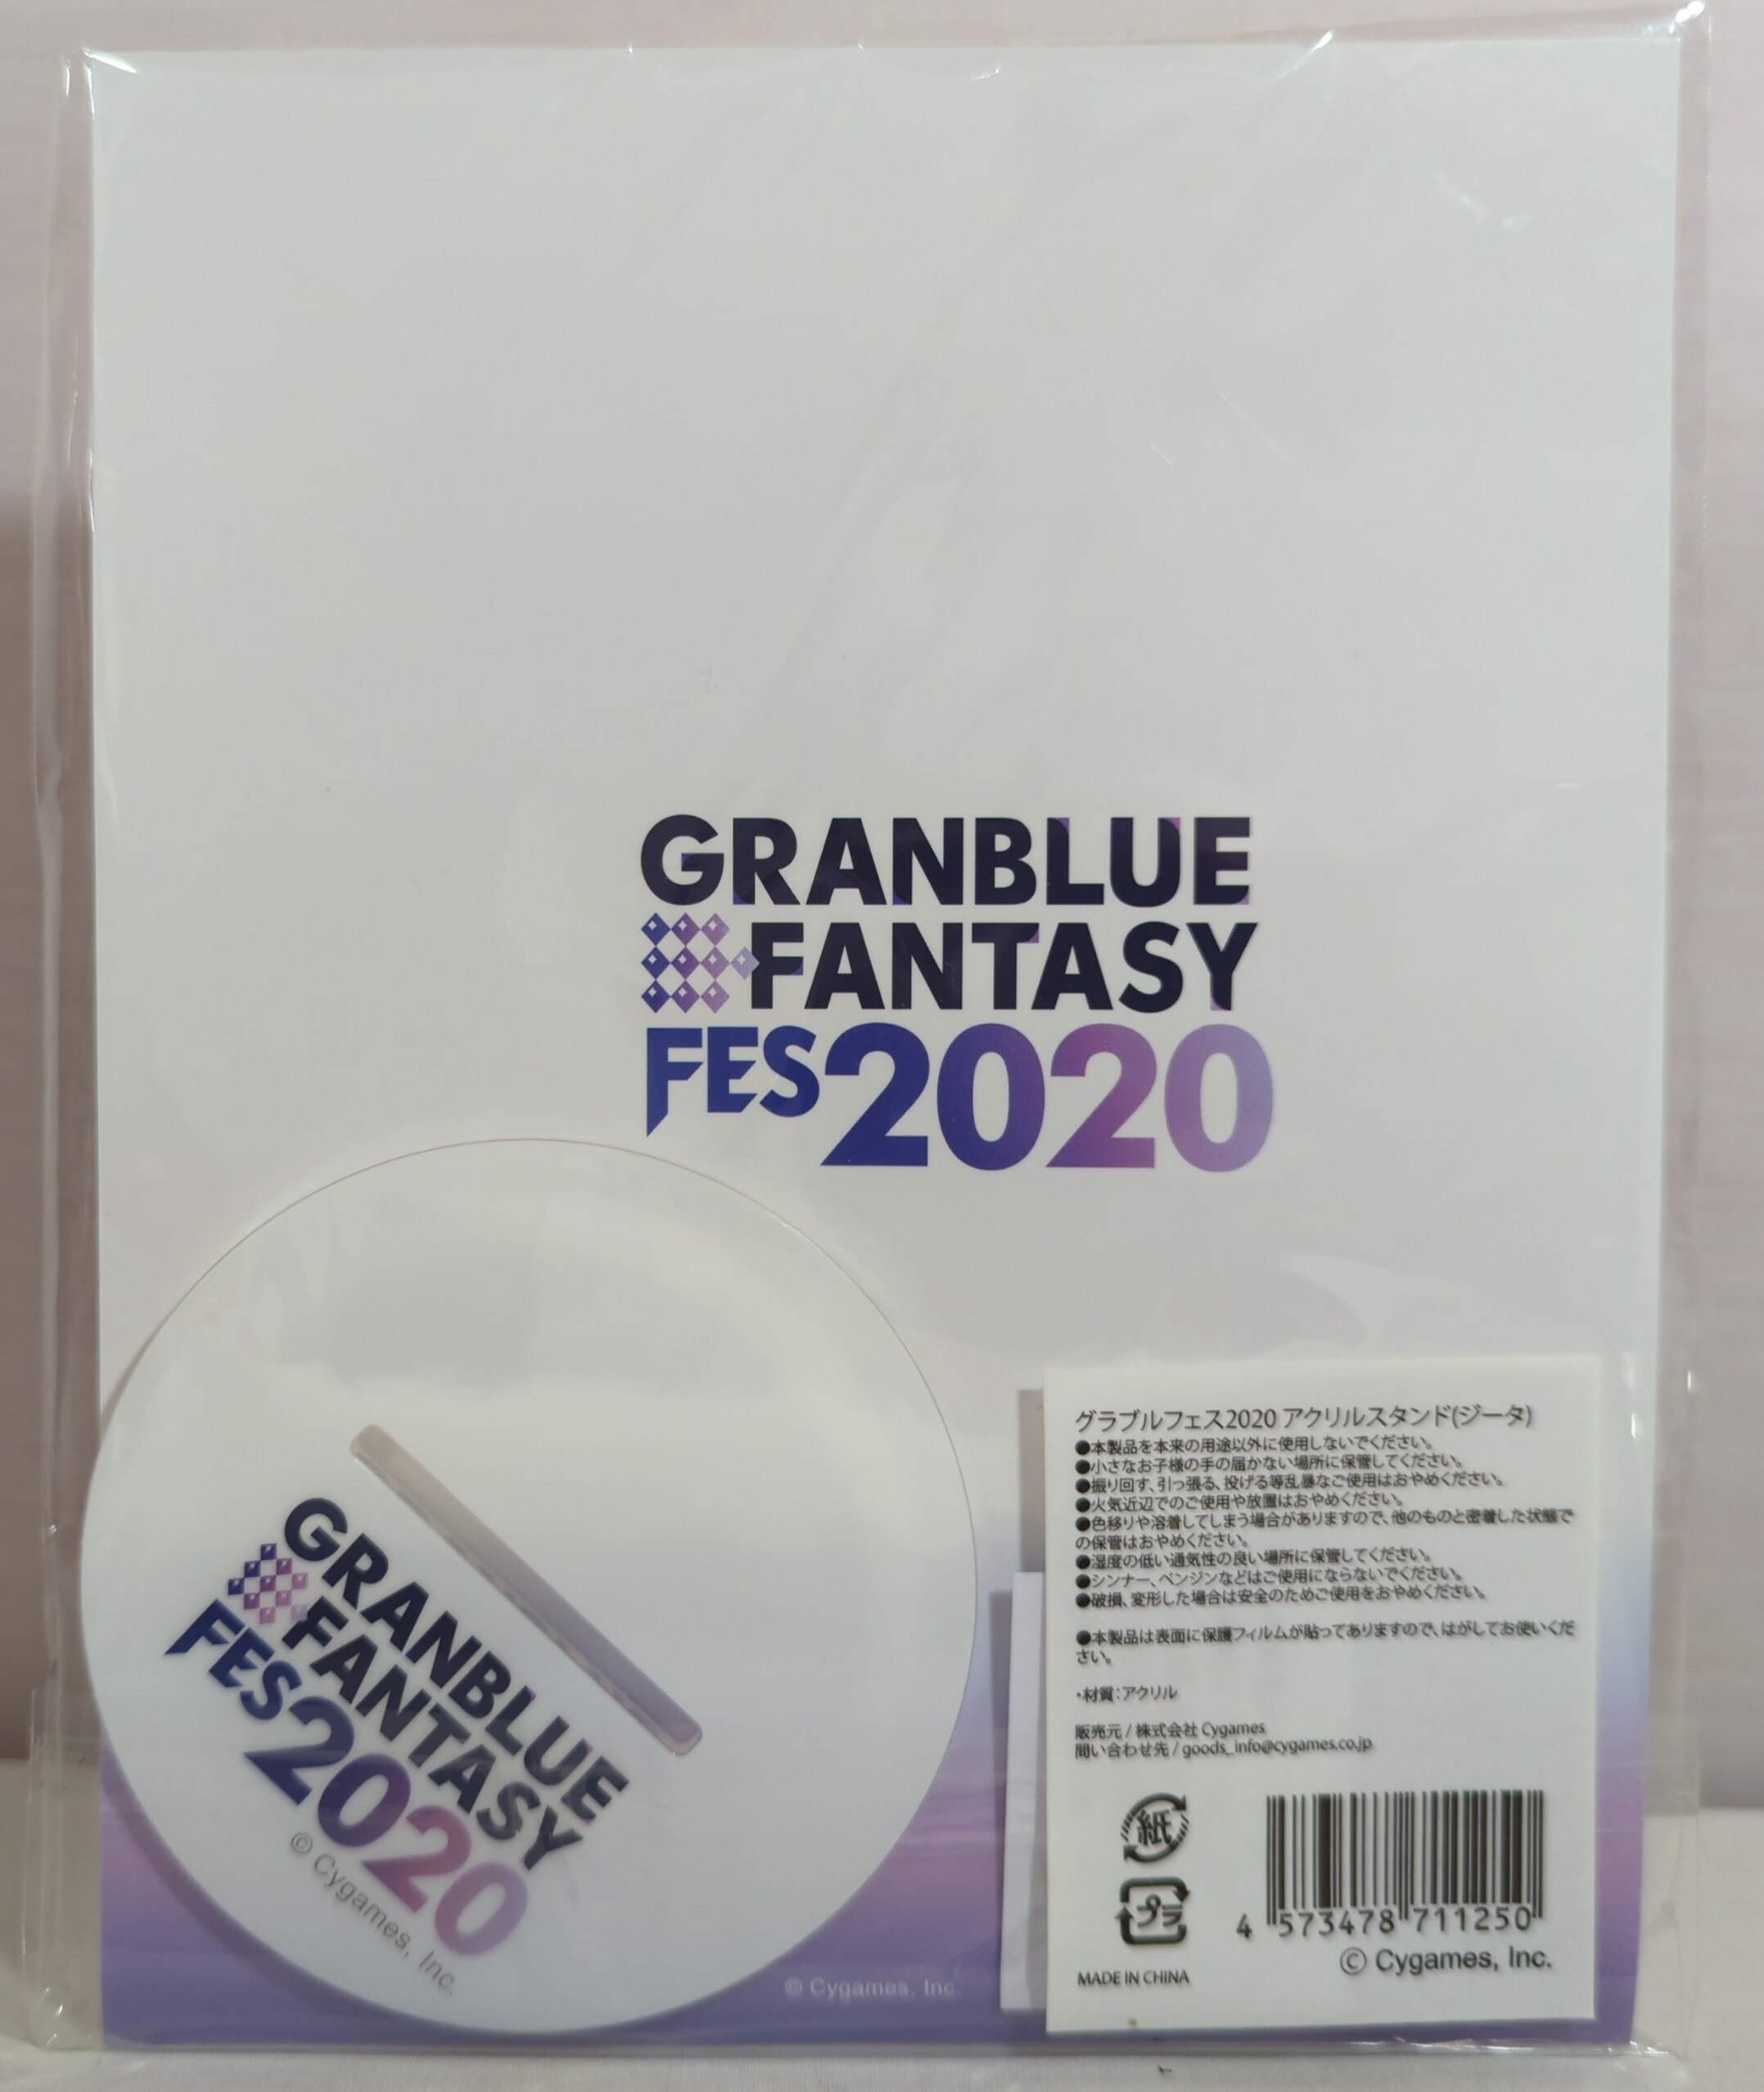 GRANBLUE
FANTASY
FES2020
GRANBLUE
FANTASY
FES2020
© Cygames, Inc.
© Cygames, Inc.
グラブルフェス2020 アクリルスタンド(ジータ)
●本製品を本来の用途以外に使用しないでください。
●小さなお子様の手の届かない場所に保管してください。
●振り回す、引っ張る、投げる等乱暴なご使用はおやめください。
●火気近辺でのご使用や放置はおやめください。
●色移りや溶着してしまう場合がありますので、他のものと密着した状態で
の保管はおやめください。
●湿度の低い通気性の良い場所に保管してください。
●シンナー、ベンジンなどはご使用にならないでください。
●破損、変形した場合は安全のためご使用をおやめください。
●本製品は表面に保護フィルムが貼ってありますので、はがしてお使いくだ
さい。
・材質：アクリル
販売元 / 株式会社 Cygames
問い合わせ先 / goods_info@cygames.co.jp
紙
プラ
4 573478 711250
© Cygames, Inc.
MADE IN CHINA